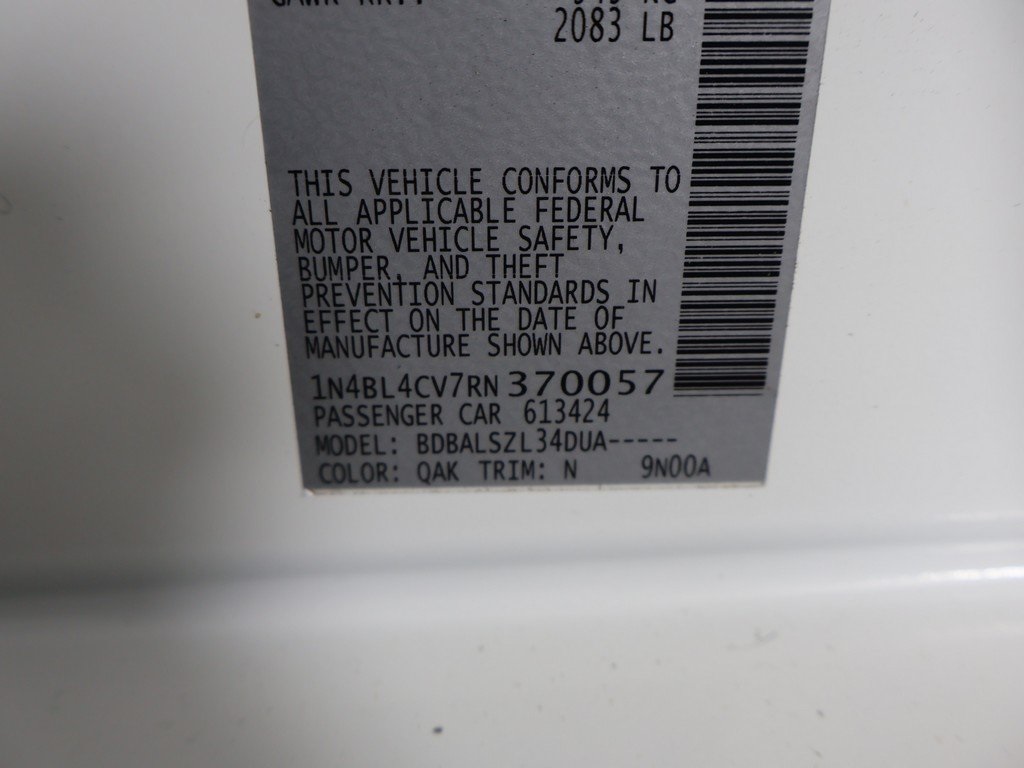 2083 LB
THIS VEHICLE CONFORMS TO
ALL APPLICABLE FEDERAL
MOTOR VEHICLE SAFETY,
BUMPER, AND THEFT
PREVENTION STANDARDS IN
EFFECT ON THE DATE OF
MANUFACTURE SHOWN ABOVE.
1N4BL4CV7RN370057
PASSENGER CAR 613424
MODEL: BDBALSZL34DUA-----
COLOR: QAK TRIM: N 9N00A